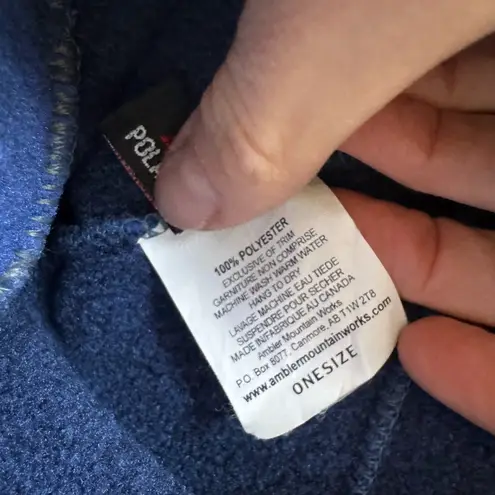 POLA
100% POLYESTER
EXCLUSIVE OF TRIM
GARNITURE NON COMPRISE
MACHINE WASH WARM WATER
HANG TO DRY
LAVAGE MACHINE EAU TIEDE
SUSPENDRE POUR SECHER
MADE IN/FABRIQUE AU CANADA
Ambler Mountain Works
P.O. Box 8077, Canmore, AB T1W 2T8
www.amblermountainworks.com
ONESIZE